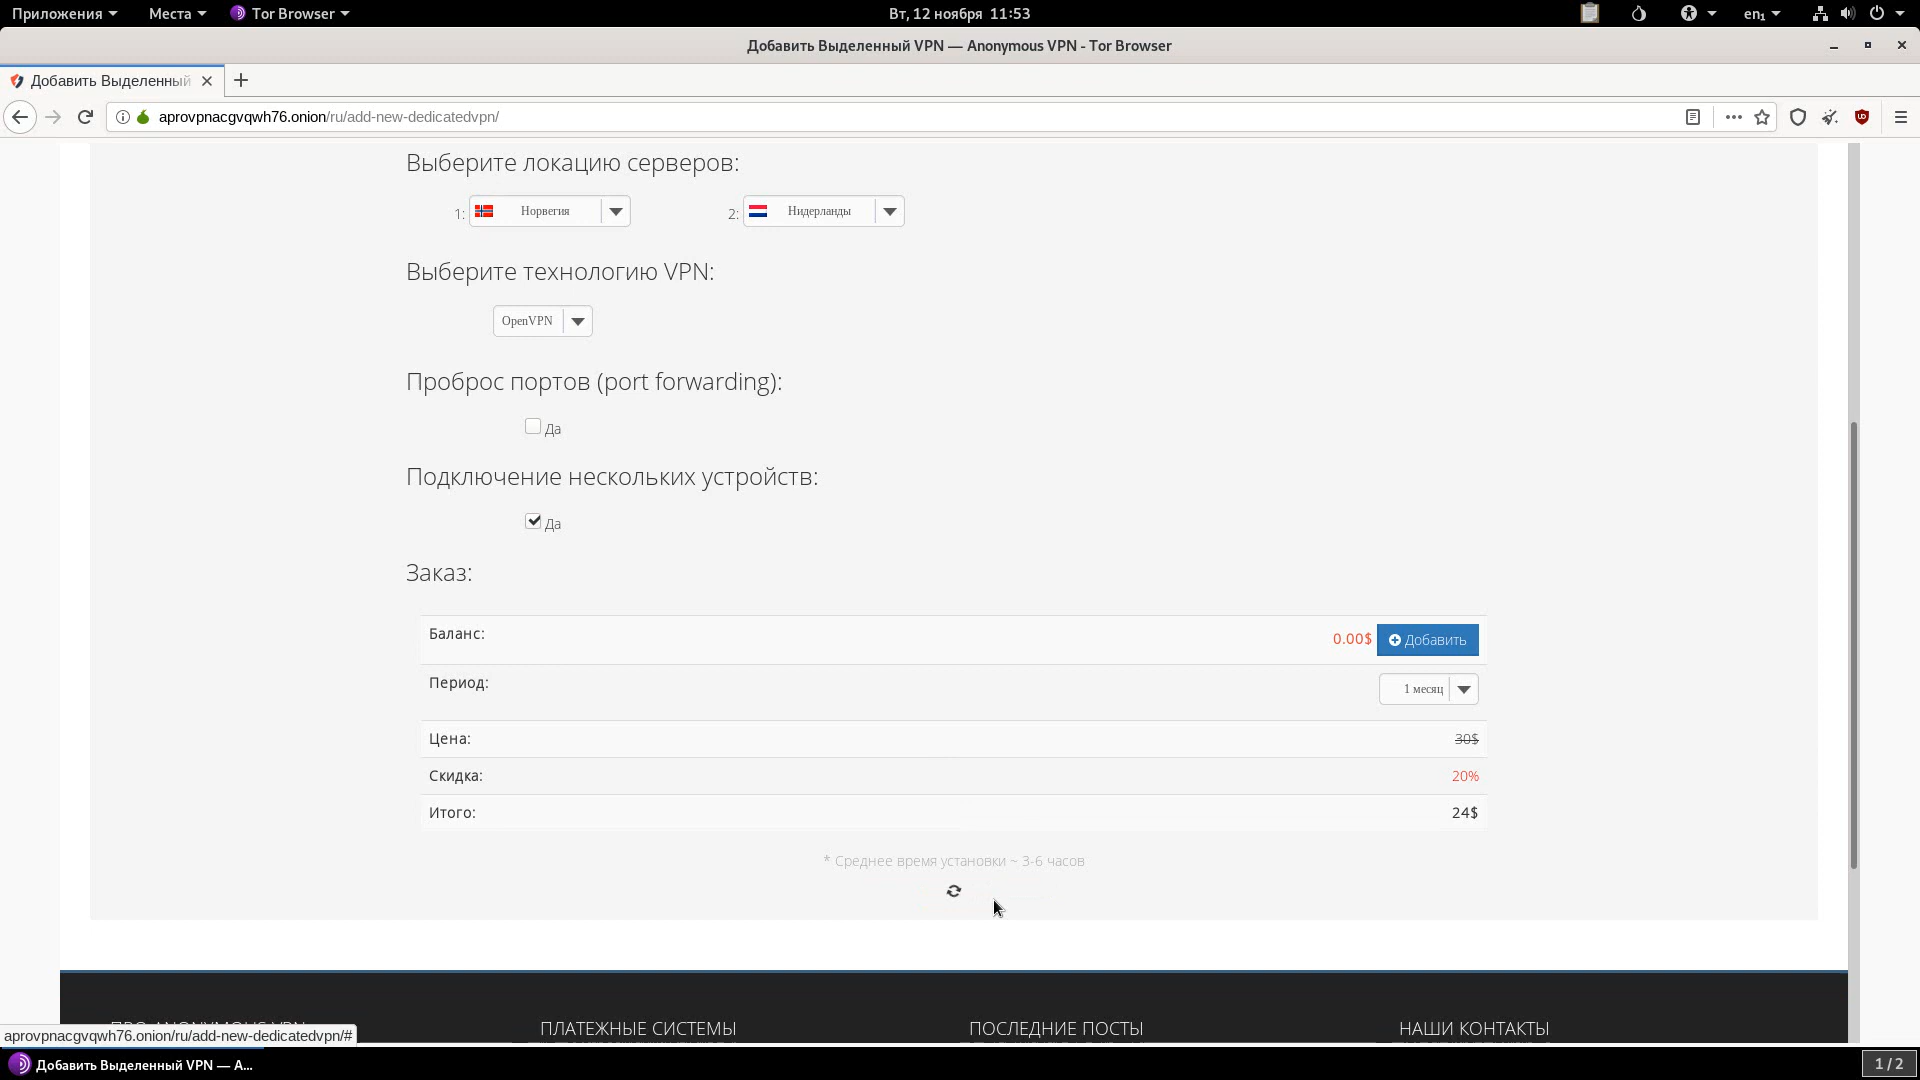 Приложения Места Tor Browser Вт, 12 ноября 11:53 en₁
Добавить Выделенный VPN — Anonymous VPN - Tor Browser
Добавить Выделенный
aprovpnacgvqwh76.onion/ru/add-new-dedicatedvpn/
Выберите локацию серверов:
1: Норвегия 2: Нидерланды
Выберите технологию VPN:
OpenVPN
Проброс портов (port forwarding):
Да
Подключение нескольких устройств:
Да
Заказ:
Баланс: 0.00$ Добавить
Период: 1 месяц
Цена: 30$
Скидка: 20%
Итого: 24$
* Среднее время установки ~ 3-6 часов
ПЛАТЕЖНЫЕ СИСТЕМЫ ПОСЛЕДНИЕ ПОСТЫ НАШИ КОНТАКТЫ
aprovpnacgvqwh76.onion/ru/add-new-dedicatedvpn/#
Добавить Выделенный VPN — A... 1 / 2